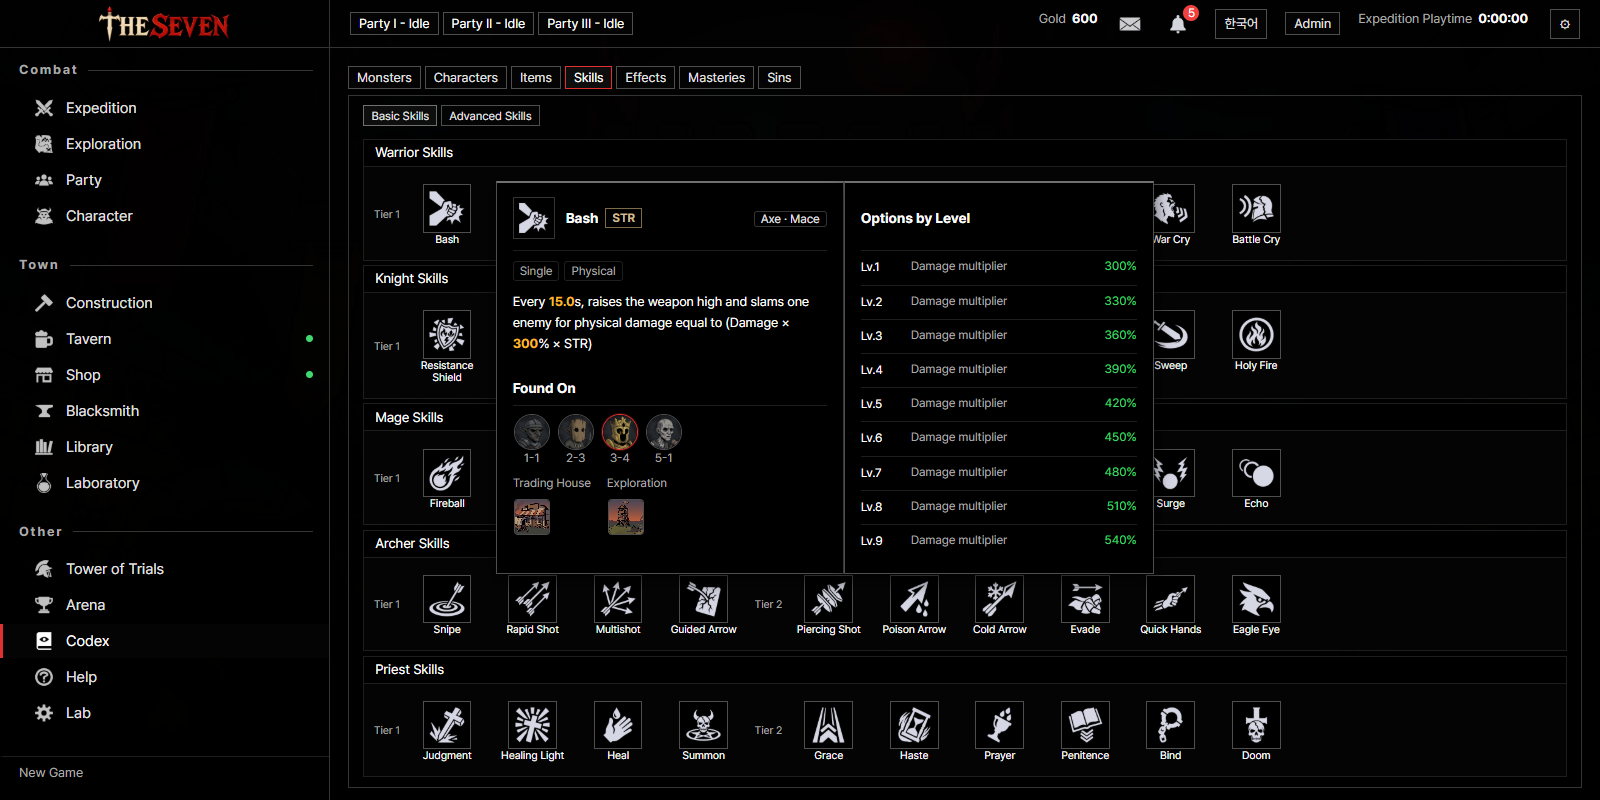 THE SEVEN
Party I - Idle
Party II - Idle
Party III - Idle
Gold 600
5
한국어
Admin
Expedition Playtime 0:00:00
Combat
Expedition
Exploration
Party
Character
Town
Construction
Tavern
Shop
Blacksmith
Library
Laboratory
Other
Tower of Trials
Arena
Codex
Help
Lab
New Game
Monsters
Characters
Items
Skills
Effects
Masteries
Sins
Basic Skills
Advanced Skills
Warrior Skills
Tier 1
Bash
War Cry
Battle Cry
Knight Skills
Tier 1
Resistance
Shield
Sweep
Holy Fire
Mage Skills
Tier 1
Fireball
Surge
Echo
Bash STR
Axe · Mace
Single
Physical
Every 15.0s, raises the weapon high and slams one
enemy for physical damage equal to (Damage ×
300% × STR)
Found On
1-1
2-3
3-4
5-1
Trading House
Exploration
Options by Level
Lv.1 Damage multiplier 300%
Lv.2 Damage multiplier 330%
Lv.3 Damage multiplier 360%
Lv.4 Damage multiplier 390%
Lv.5 Damage multiplier 420%
Lv.6 Damage multiplier 450%
Lv.7 Damage multiplier 480%
Lv.8 Damage multiplier 510%
Lv.9 Damage multiplier 540%
Archer Skills
Tier 1
Snipe
Rapid Shot
Multishot
Guided Arrow
Tier 2
Piercing Shot
Poison Arrow
Cold Arrow
Evade
Quick Hands
Eagle Eye
Priest Skills
Tier 1
Judgment
Healing Light
Heal
Summon
Tier 2
Grace
Haste
Prayer
Penitence
Bind
Doom